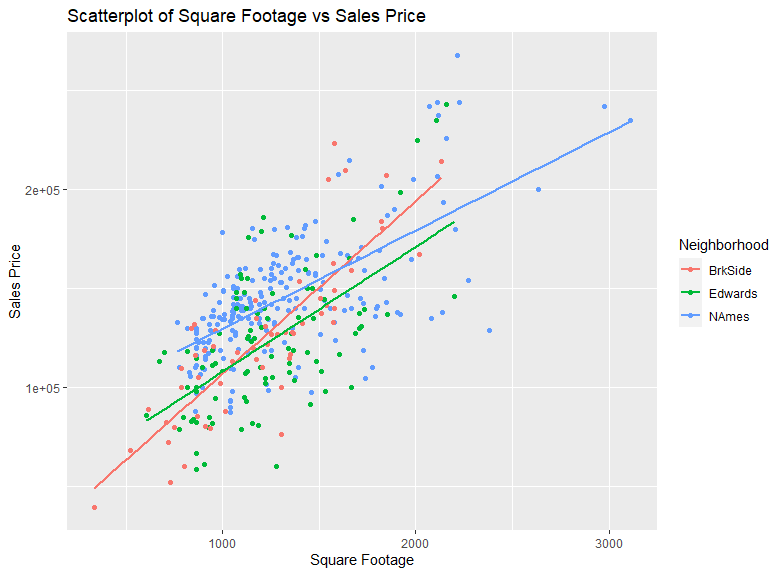 Scatterplot of Square Footage vs Sales Price
Sales Price
2e+05
1e+05
1000
2000
3000
Square Footage
Neighborhood
BrkSide
Edwards
NAmes